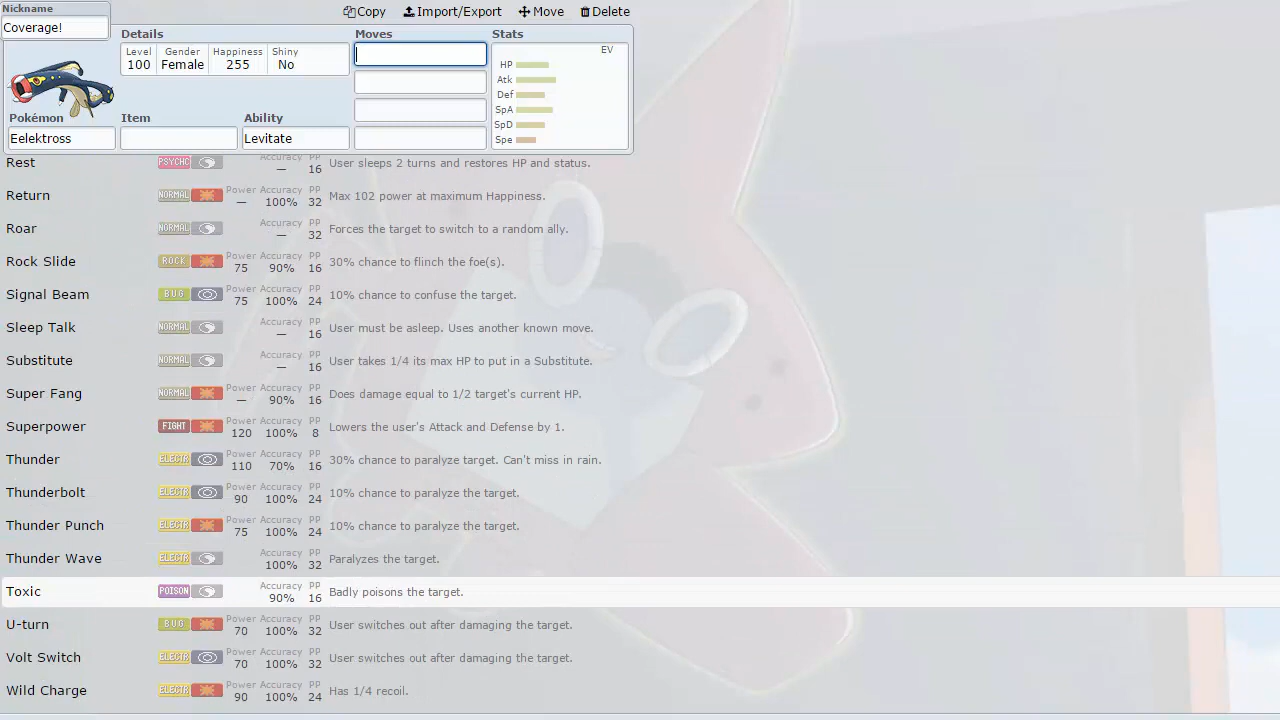 Nickname
Coverage!
Copy Import/Export Move Delete
Details
Level Gender Happiness Shiny
100 Female 255 No
Moves
Stats
EV
HP
Atk
Def
SpA
SpD
Spe
Pokémon Item Ability
Eelektross Levitate
Rest PSYCHC Accuracy — PP 16 User sleeps 2 turns and restores HP and status.
Return NORMAL Power — Accuracy 100% PP 32 Max 102 power at maximum Happiness.
Roar NORMAL Accuracy — PP 32 Forces the target to switch to a random ally.
Rock Slide ROCK Power 75 Accuracy 90% PP 16 30% chance to flinch the foe(s).
Signal Beam BUG Power 75 Accuracy 100% PP 24 10% chance to confuse the target.
Sleep Talk NORMAL Accuracy — PP 16 User must be asleep. Uses another known move.
Substitute NORMAL Accuracy — PP 16 User takes 1/4 its max HP to put in a Substitute.
Super Fang NORMAL Power — Accuracy 90% PP 16 Does damage equal to 1/2 target's current HP.
Superpower FIGHT Power 120 Accuracy 100% PP 8 Lowers the user's Attack and Defense by 1.
Thunder ELECTR Power 110 Accuracy 70% PP 16 30% chance to paralyze target. Can't miss in rain.
Thunderbolt ELECTR Power 90 Accuracy 100% PP 24 10% chance to paralyze the target.
Thunder Punch ELECTR Power 75 Accuracy 100% PP 24 10% chance to paralyze the target.
Thunder Wave ELECTR Accuracy 100% PP 32 Paralyzes the target.
Toxic POISON Accuracy 90% PP 16 Badly poisons the target.
U-turn BUG Power 70 Accuracy 100% PP 32 User switches out after damaging the target.
Volt Switch ELECTR Power 70 Accuracy 100% PP 32 User switches out after damaging the target.
Wild Charge ELECTR Power 90 Accuracy 100% PP 24 Has 1/4 recoil.